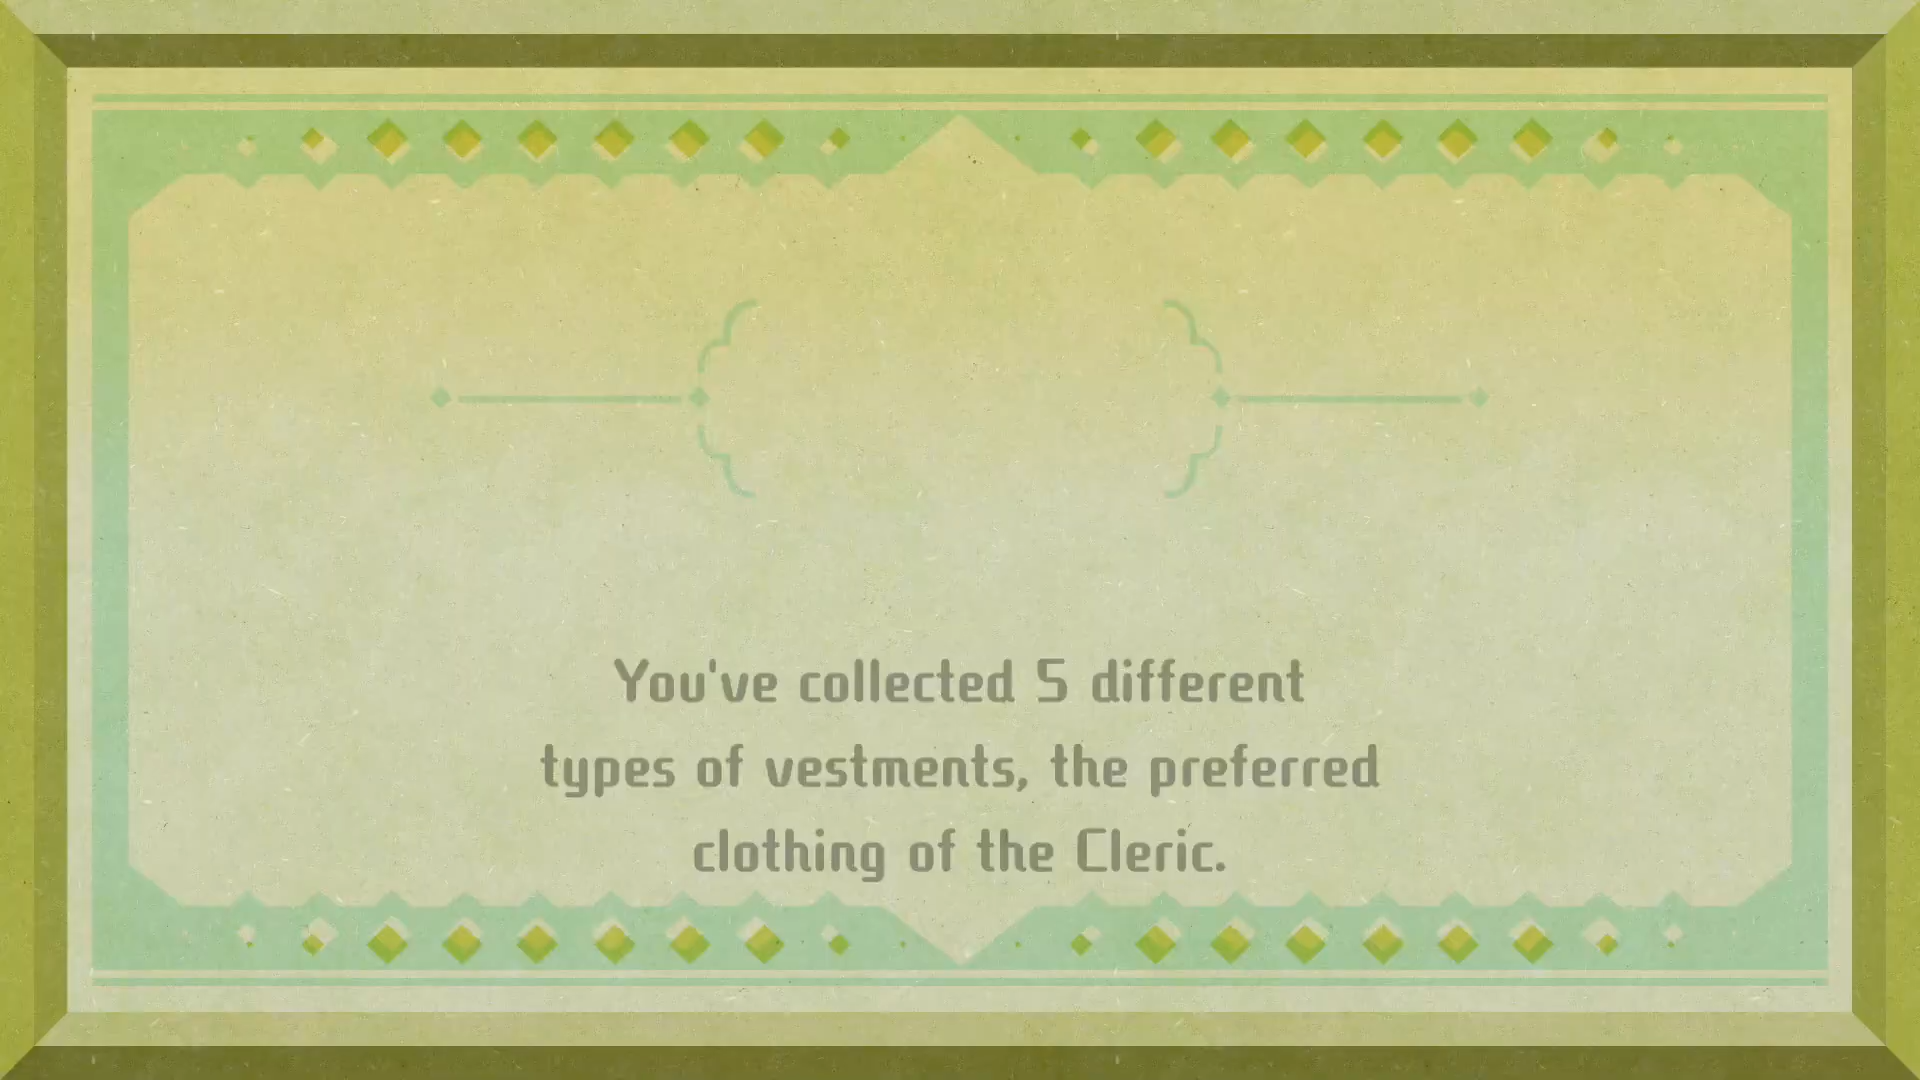 You've collected 5 different
types of vestments, the preferred
clothing of the Cleric.